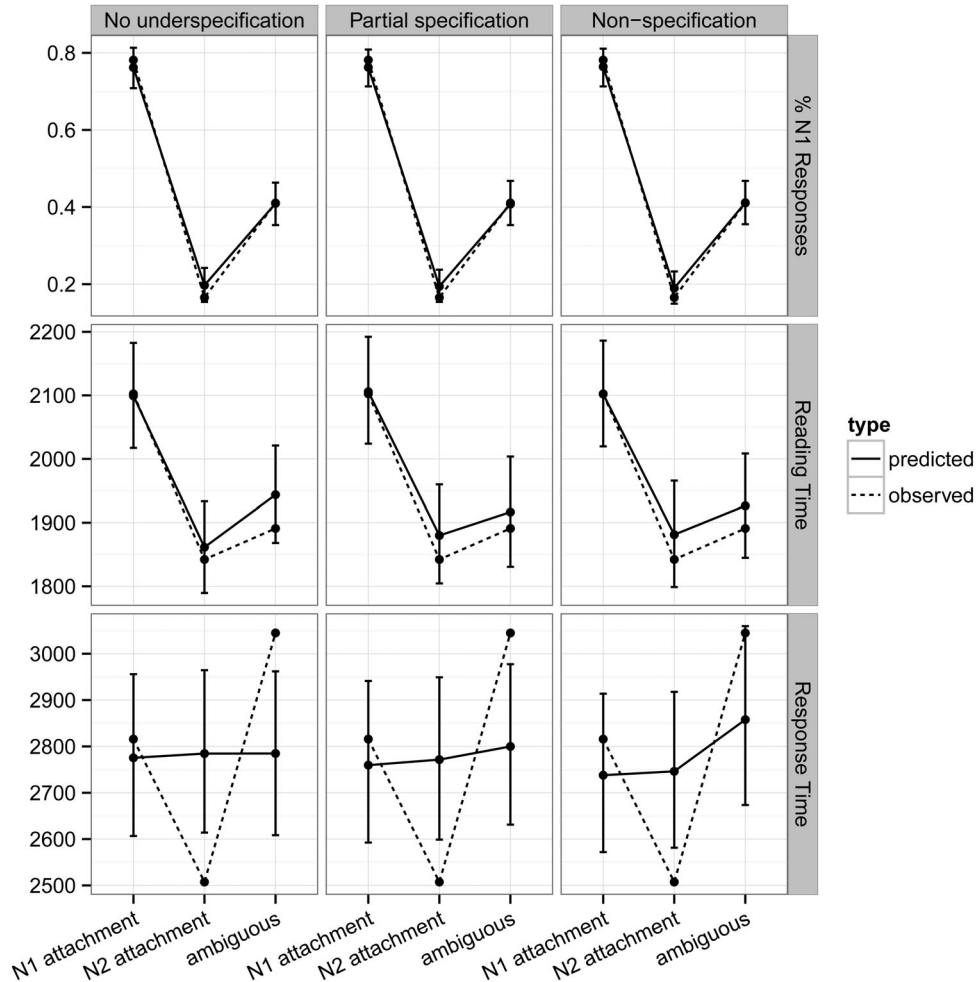 No underspecification
Partial specification
Non−specification
0.8
0.6
0.4
0.2
% N1 Responses
2200
2100
2000
1900
1800
Reading Time
type
predicted
observed
3000
2900
2800
2700
2600
2500
Response Time
N1 attachment
N2 attachment
ambiguous
N1 attachment
N2 attachment
ambiguous
N1 attachment
N2 attachment
ambiguous